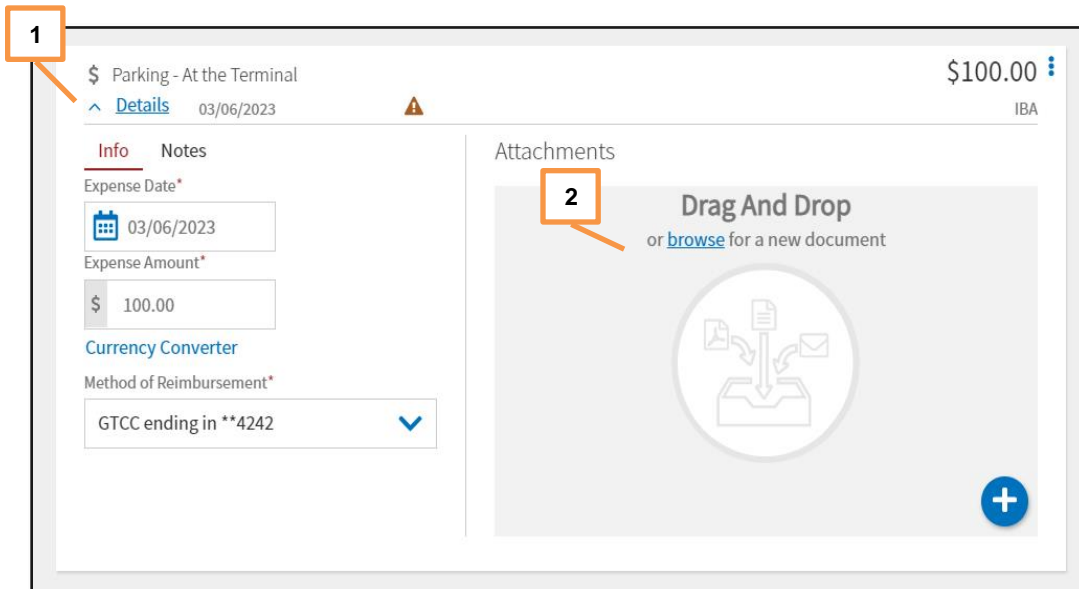 1
$ Parking - At the Terminal
$100.00
Details 03/06/2023
IBA
Info Notes
Expense Date*
03/06/2023
Expense Amount*
$ 100.00
Currency Converter
Method of Reimbursement*
GTCC ending in **4242
Attachments
2
Drag And Drop
or browse for a new document